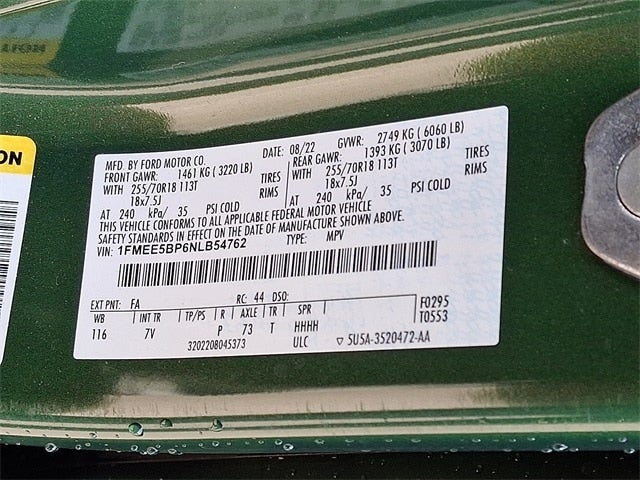 MFD. BY FORD MOTOR CO. DATE: 08/22 GVWR: 2749 KG ( 6060 LB)
FRONT GAWR: 1461 KG ( 3220 LB) REAR GAWR: 1393 KG ( 3070 LB)
WITH 255/70R18 113T TIRES WITH 255/70R18 113T TIRES
18x7.5J RIMS 18x7.5J RIMS
AT 240 kPa/ 35 PSI COLD AT 240 kPa/ 35 PSI COLD
THIS VEHICLE CONFORMS TO ALL APPLICABLE FEDERAL MOTOR VEHICLE
SAFETY STANDARDS IN EFFECT ON THE DATE OF MANUFACTURE SHOWN ABOVE.
VIN: 1FMEE5BP6NLB54762 TYPE: MPV
EXT PNT: FA RC: 44 DSO: F0295
WB INT TR TP/PS R AXLE TR SPR T0553
116 7V P 73 T HHHH
3202208045373 ULC ▽ 5U5A-3520472-AA
ON